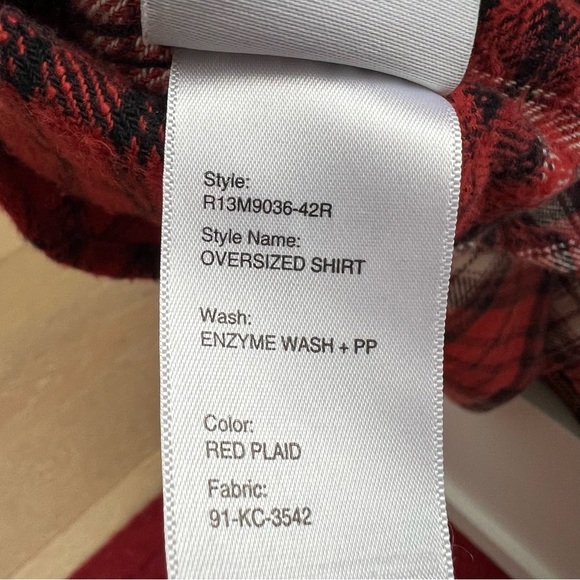 Style:
R13M9036-42R
Style Name:
OVERSIZED SHIRT
Wash:
ENZYME WASH + PP
Color:
RED PLAID
Fabric:
91-KC-3542